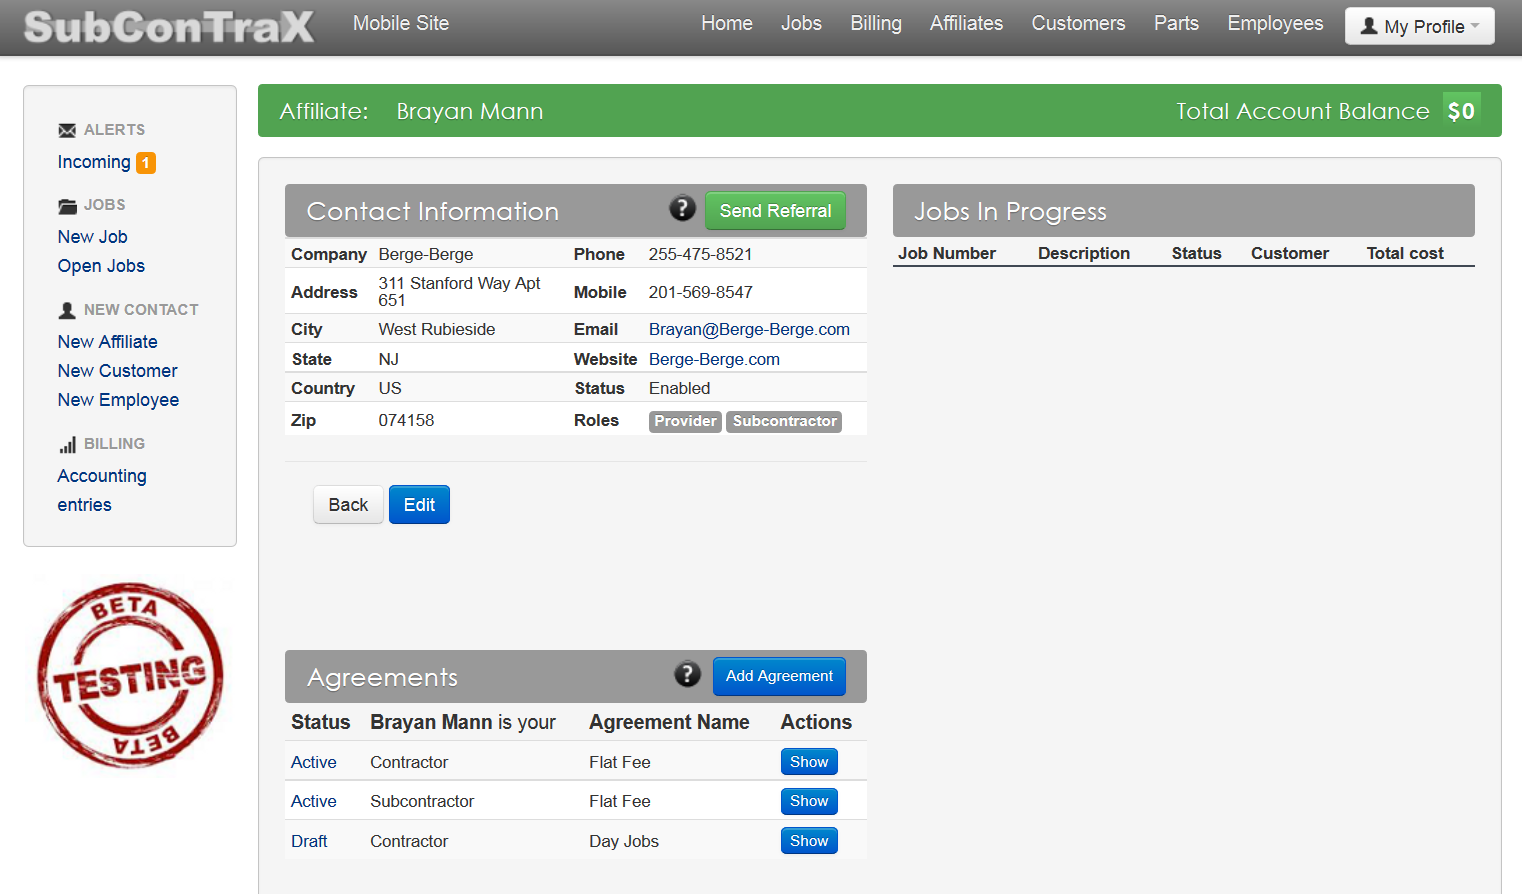 SubConTraX Mobile Site Home Jobs Billing Affiliates Customers Parts Employees My Profile
ALERTS
Incoming 1
JOBS
New Job
Open Jobs
NEW CONTACT
New Affiliate
New Customer
New Employee
BILLING
Accounting
entries
BETA
TESTING
BETA
Affiliate: Brayan Mann Total Account Balance $0
Contact Information ? Send Referral
Company Berge-Berge Phone 255-475-8521
Address 311 Stanford Way Apt
651 Mobile 201-569-8547
City West Rubieside Email Brayan@Berge-Berge.com
State NJ Website Berge-Berge.com
Country US Status Enabled
Zip 074158 Roles Provider Subcontractor
Back Edit
Jobs In Progress
Job Number Description Status Customer Total cost
Agreements ? Add Agreement
Status Brayan Mann is your Agreement Name Actions
Active Contractor Flat Fee Show
Active Subcontractor Flat Fee Show
Draft Contractor Day Jobs Show